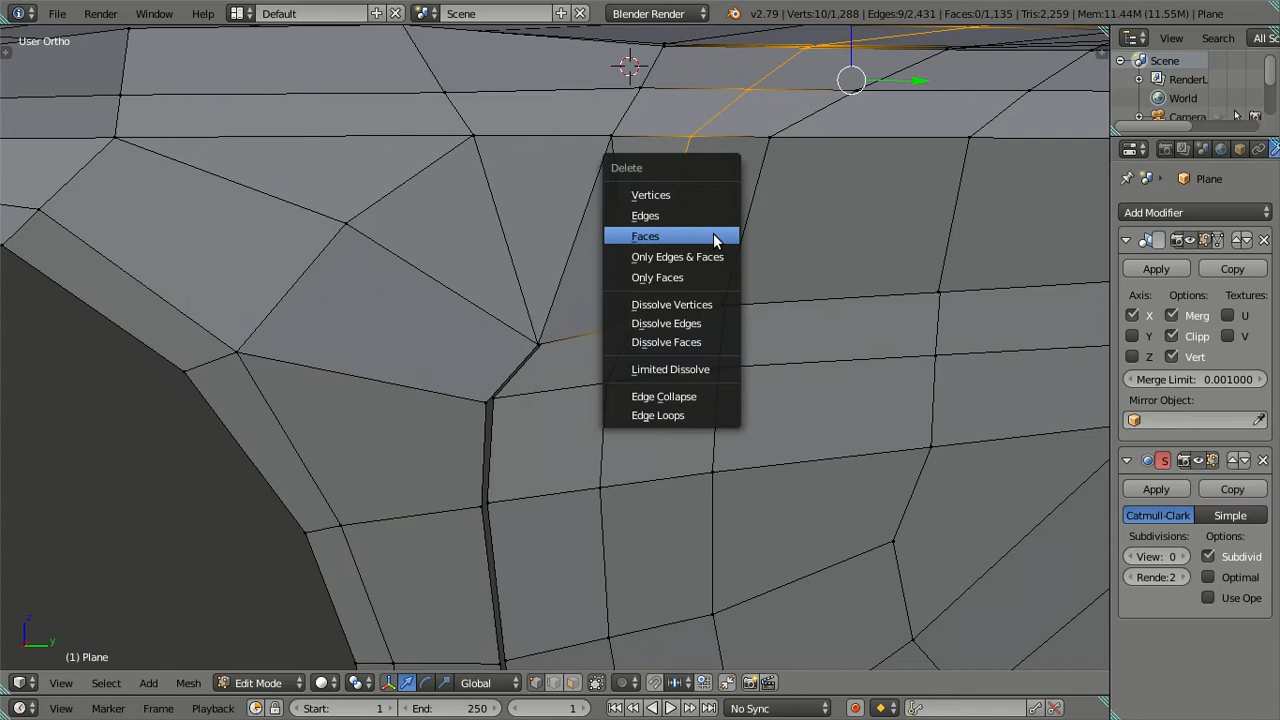 File Render Window Help Default Scene Blender Render v2.79 | Verts:10/1,288 | Edges:9/2,431 | Faces:0/1,135 | Tris:2,259 | Mem:11.44M (11.55M) | Plane
User Ortho
View Search All Sc
Scene
RenderL
World
Camera
Plane
Add Modifier
Apply Copy
Axis: Options: Textures:
X Merg U
Y Clipp V
Z Vert
Merge Limit: 0.001000
Mirror Object:
S
Apply Copy
Catmull-Clark Simple
Subdivisions: Options:
View: 0 Subdivid
Rende:2 Optimal
Use Ope
Delete
Vertices
Edges
Faces
Only Edges & Faces
Only Faces
Dissolve Vertices
Dissolve Edges
Dissolve Faces
Limited Dissolve
Edge Collapse
Edge Loops
z
y
(1) Plane
View Select Add Mesh Edit Mode Global
View Marker Frame Playback Start: 1 End: 250 1 No Sync